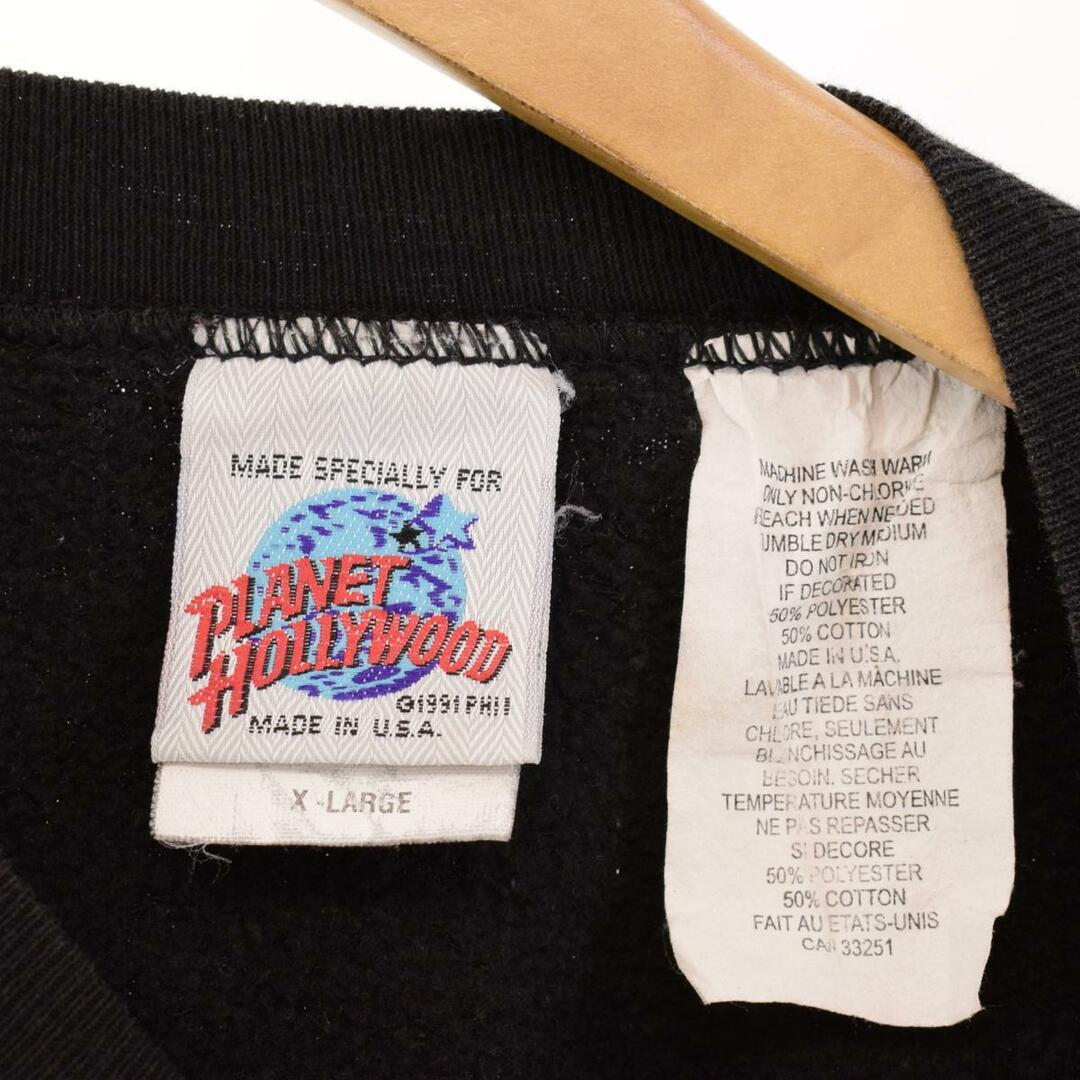 MADE SPECIALLY FOR
PLANET
HOLLYWOOD
©1991 PHII
MADE IN U.S.A.
X-LARGE
MACHINE WASH WARM
ONLY NON-CHLORINE
BEACH WHEN NEEDED
TUMBLE DRY MEDIUM
DO NOT IRON
IF DECORATED
50% POLYESTER
50% COTTON
MADE IN U.S.A.
LAVABLE A LA MACHINE
EAU TIEDE SANS
CHLORE, SEULEMENT
BLANCHISSAGE AU
BESOIN. SECHER
TEMPERATURE MOYENNE
NE PAS REPASSER
SI DECORE
50% POLYESTER
50% COTTON
FAIT AU ETATS-UNIS
33251